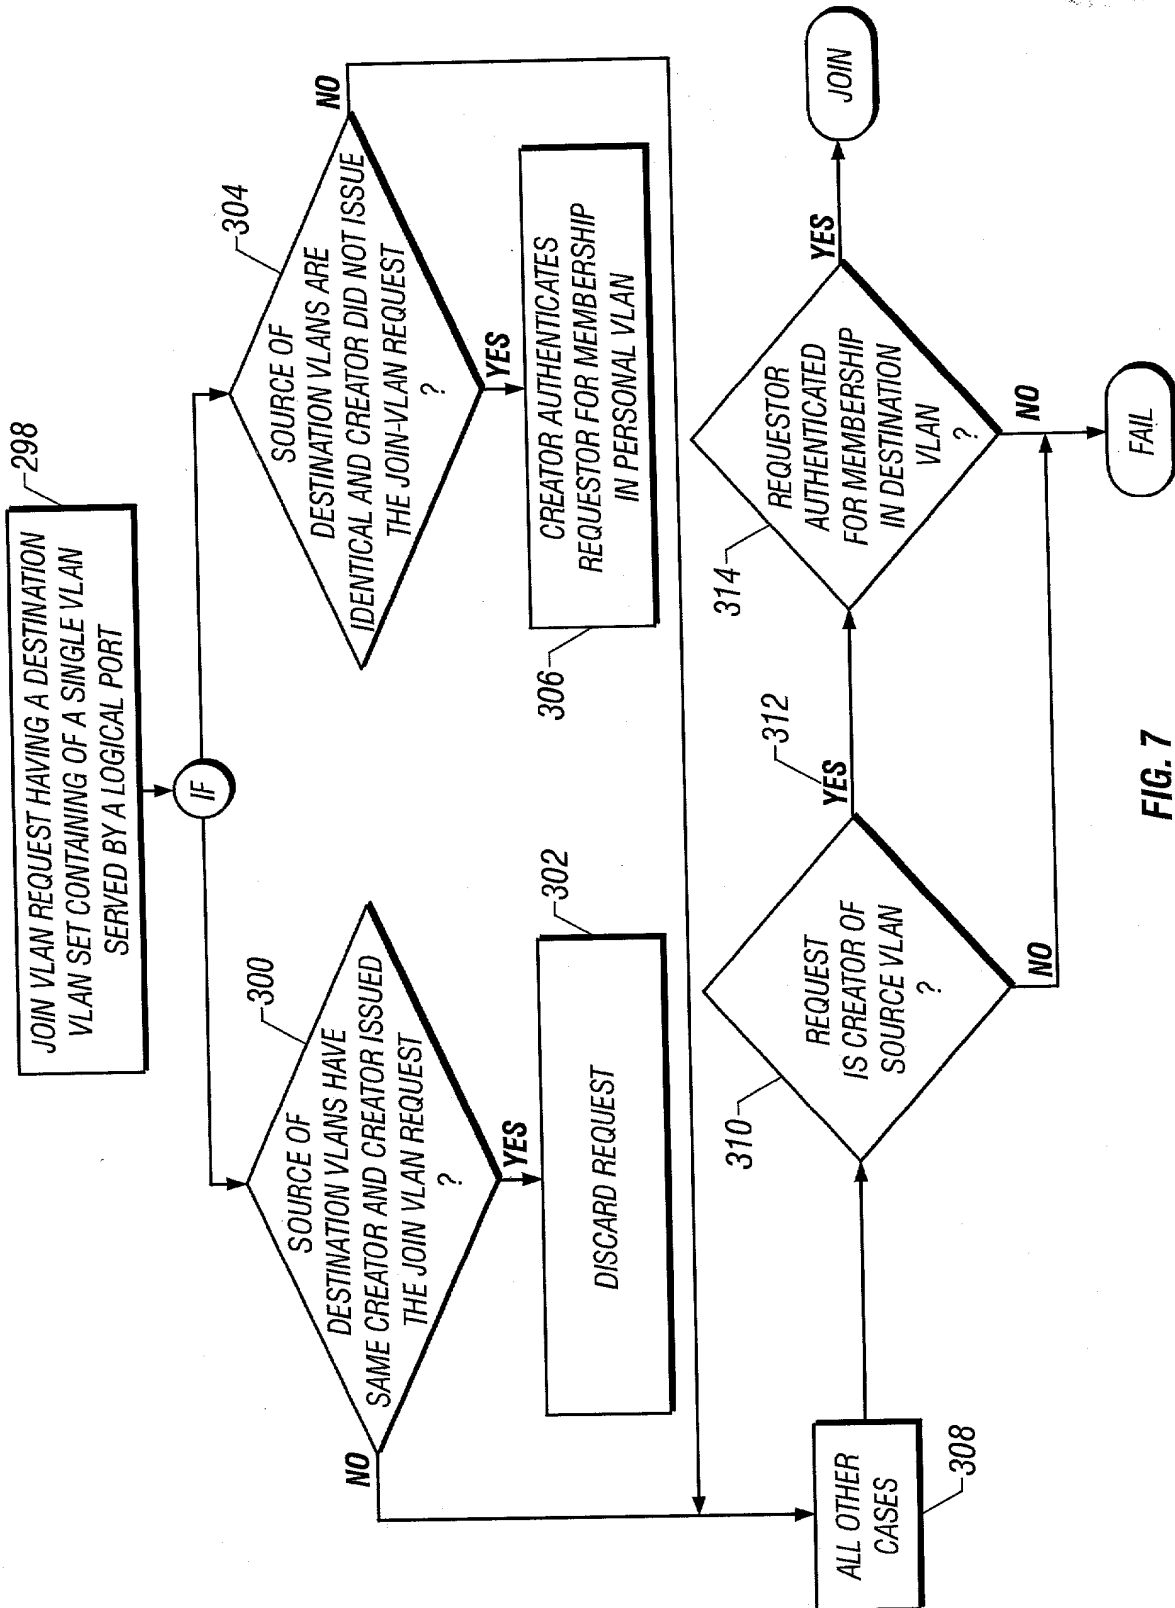 JOIN VLAN REQUEST HAVING A DESTINATION
VLAN SET CONTAINING OF A SINGLE VLAN
SERVED BY A LOGICAL PORT
298
IF
SOURCE OF
DESTINATION VLANS HAVE
SAME CREATOR AND CREATOR ISSUED
THE JOIN VLAN REQUEST
?
300
NO
YES
DISCARD REQUEST
302
SOURCE OF
DESTINATION VLANS ARE
IDENTICAL AND CREATOR DID NOT ISSUE
THE JOIN-VLAN REQUEST
?
304
NO
YES
CREATOR AUTHENTICATES
REQUESTOR FOR MEMBERSHIP
IN PERSONAL VLAN
306
ALL OTHER
CASES
308
REQUEST
IS CREATOR OF
SOURCE VLAN
?
310
YES
312
NO
REQUESTOR
AUTHENTICATED
FOR MEMBERSHIP
IN DESTINATION
VLAN
?
314
YES
JOIN
NO
FAIL
FIG. 7